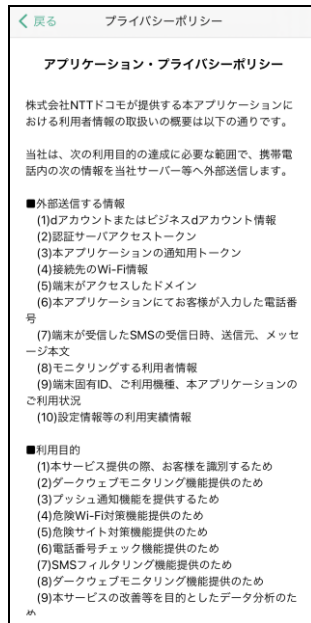 戻る プライバシーポリシー
アプリケーション・プライバシーポリシー
株式会社NTTドコモが提供する本アプリケーションに
おける利用者情報の取扱いの概要は以下の通りです。
当社は、次の利用目的の達成に必要な範囲で、携帯電
話内の次の情報を当社サーバー等へ外部送信します。
■外部送信する情報
(1)dアカウントまたはビジネスdアカウント情報
(2)認証サーバアクセストークン
(3)本アプリケーションの通知用トークン
(4)接続先のWi-Fi情報
(5)端末がアクセスしたドメイン
(6)本アプリケーションにてお客様が入力した電話番
号
(7)端末が受信したSMSの受信日時、送信元、メッセ
ージ本文
(8)モニタリングする利用者情報
(9)端末固有ID、ご利用機種、本アプリケーションの
ご利用状況
(10)設定情報等の利用実績情報
■利用目的
(1)本サービス提供の際、お客様を識別するため
(2)ダークウェブモニタリング機能提供のため
(3)プッシュ通知機能を提供するため
(4)危険Wi-Fi対策機能提供のため
(5)危険サイト対策機能提供のため
(6)電話番号チェック機能提供のため
(7)SMSフィルタリング機能提供のため
(8)ダークウェブモニタリング機能提供のため
(9)本サービスの改善等を目的としたデータ分析のた
め